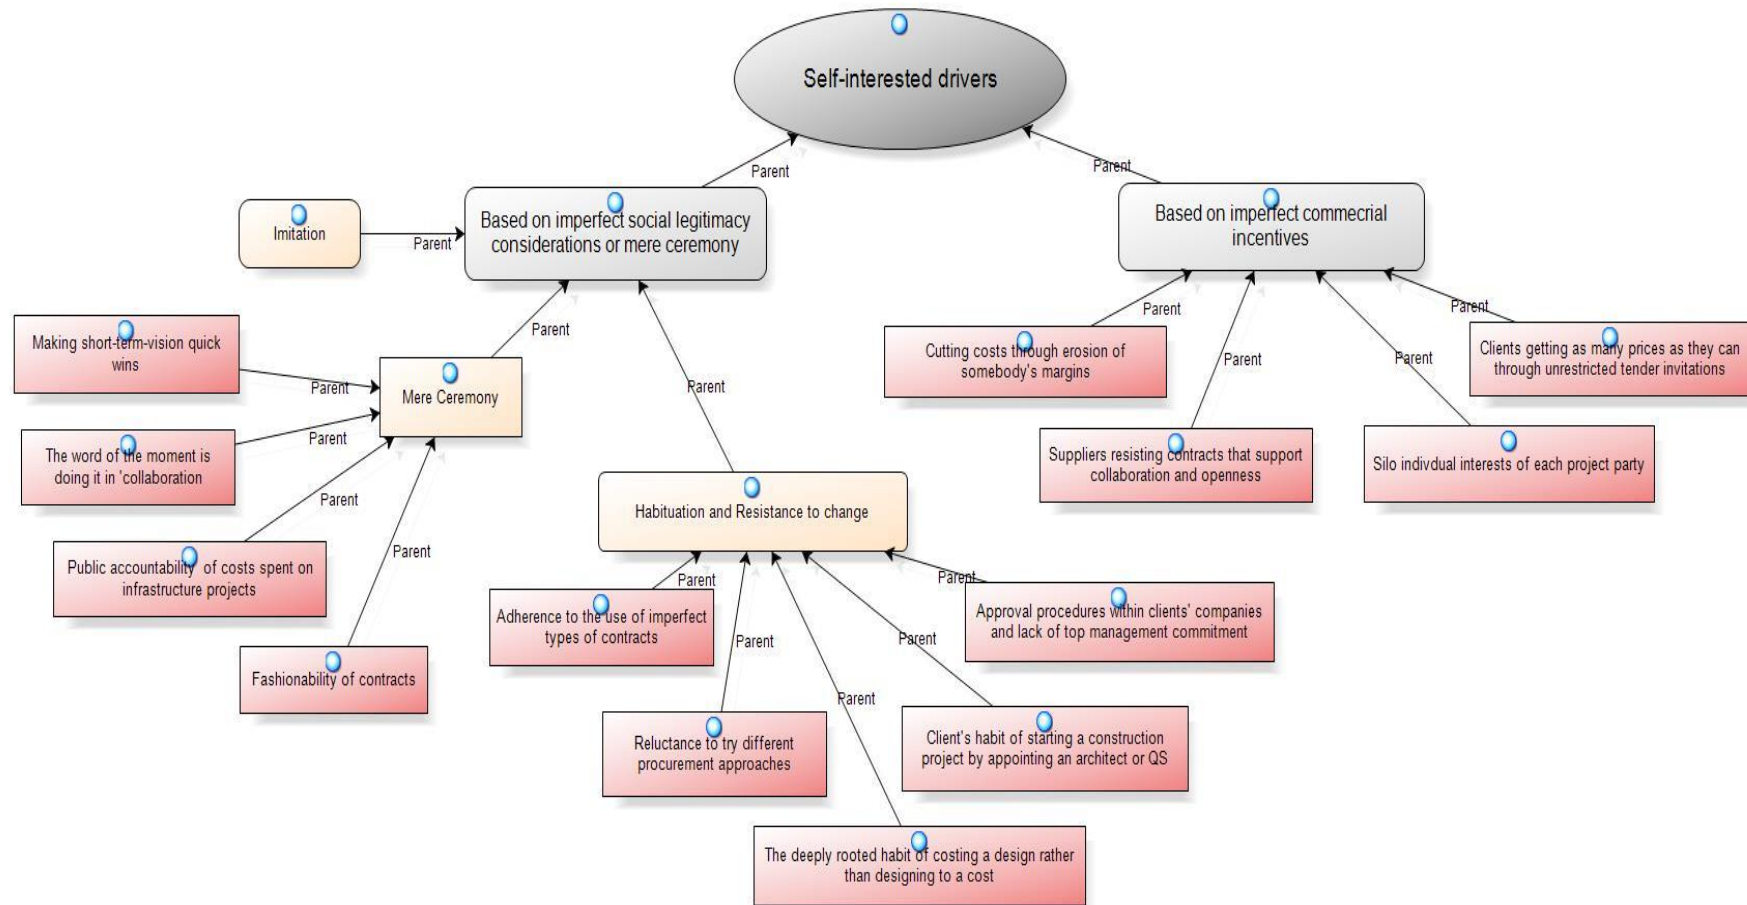 Self-interested drivers
Parent
Parent
Imitation
Parent
Based on imperfect social legitimacy
considerations or mere ceremony
Based on imperfect commecrial
incentives
Parent
Parent
Parent
Parent
Parent
Parent
Making short-term-vision quick
wins
Parent
Mere Ceremony
Cutting costs through erosion of
somebody's margins
Clients getting as many prices as they can
through unrestricted tender invitations
The word of the moment is
doing it in 'collaboration
Parent
Suppliers resisting contracts that support
collaboration and openness
Silo indivdual interests of each project party
Parent
Habituation and Resistance to change
Public accountability of costs spent on
infrastructure projects
Parent
Parent
Parent
Adherence to the use of imperfect
types of contracts
Parent
Parent
Approval procedures within clients' companies
and lack of top management commitment
Fashionability of contracts
Parent
Reluctance to try different
procurement approaches
Client's habit of starting a construction
project by appointing an architect or QS
The deeply rooted habit of costing a design rather
than designing to a cost